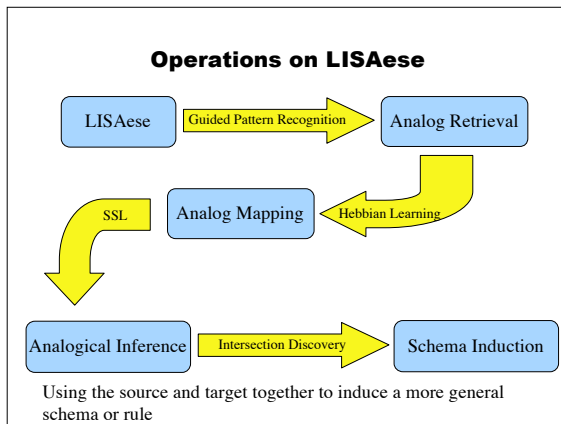 Operations on LISAese
LISAese
Guided Pattern Recognition
Analog Retrieval
SSL
Analog Mapping
Hebbian Learning
Analogical Inference
Intersection Discovery
Schema Induction
Using the source and target together to induce a more general
schema or rule